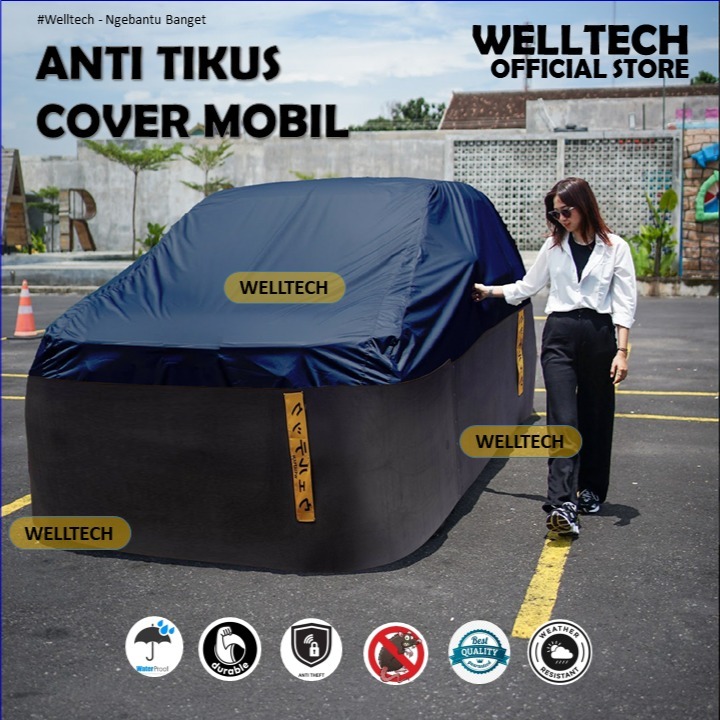 #Welltech - Ngebantu Banget
ANTI TIKUS
COVER MOBIL
WELLTECH
OFFICIAL STORE
R
WELLTECH
WELLTECH
WELLTECH
WaterProof
durable
ANTI THEFT
Best
QUALITY
WEATHER
RESISTANT